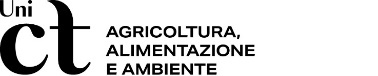 Uni
ct
AGRICOLTURA,
ALIMENTAZIONE
E AMBIENTE